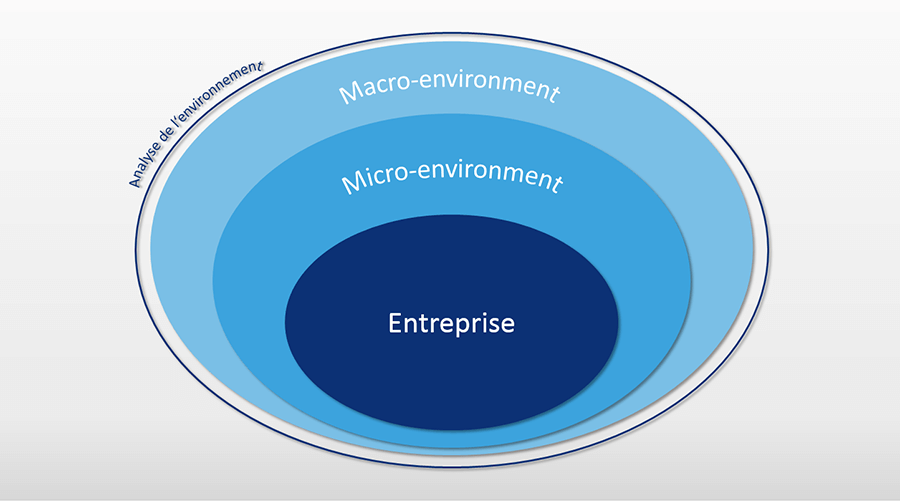 Analyse de l'environnement
Macro-environment
Micro-environment
Entreprise